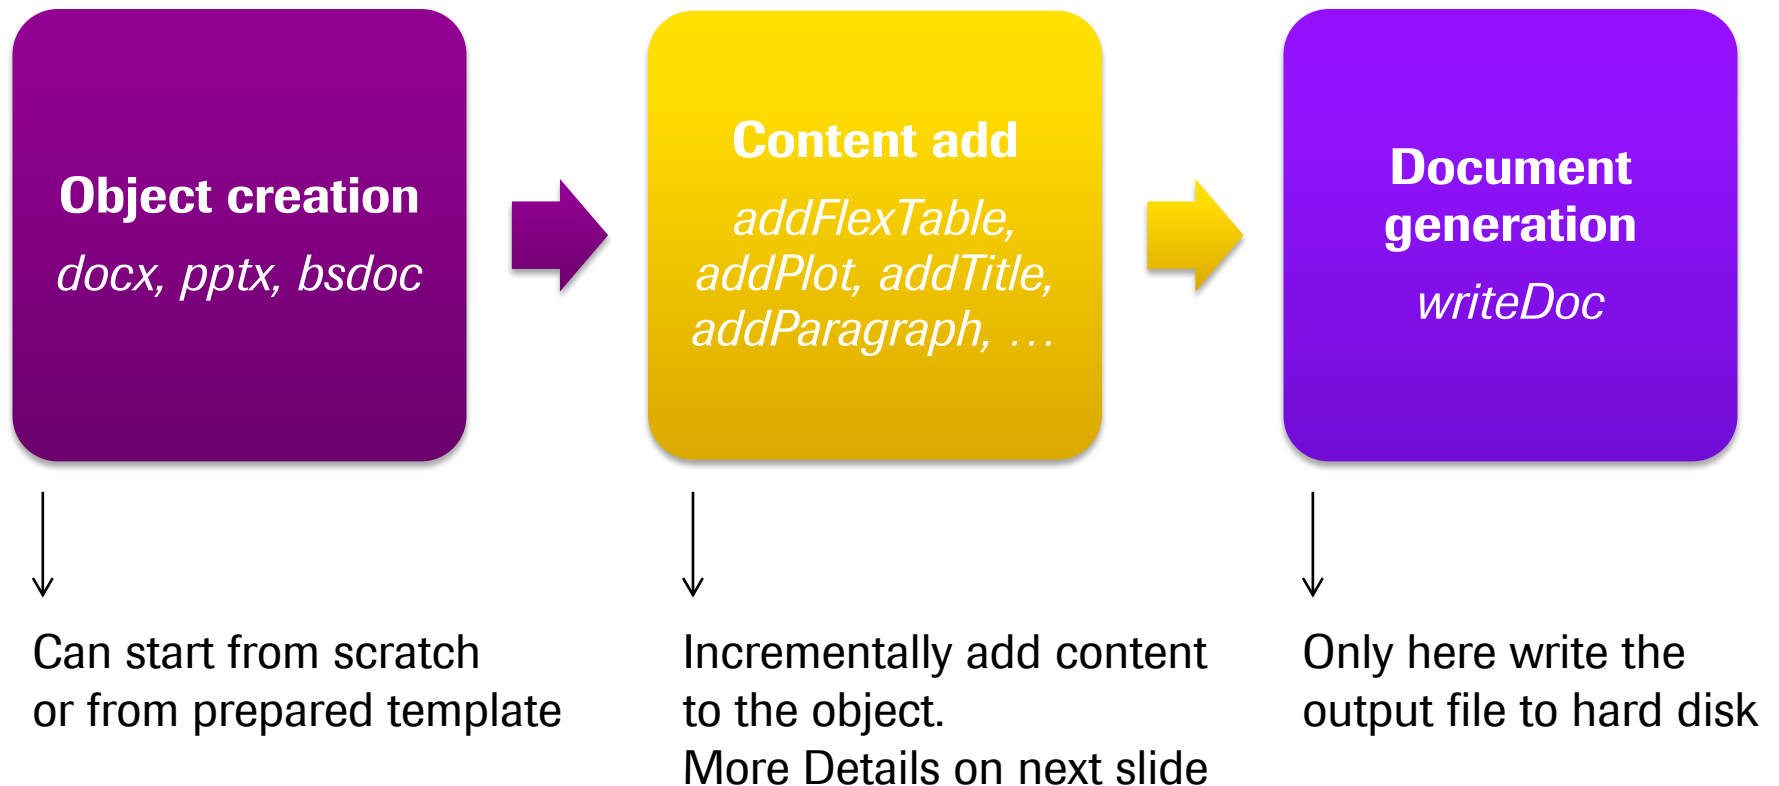 Object creation
docx, pptx, bsdoc
Content add
addFlexTable,
addPlot, addTitle,
addParagraph, …
Document
generation
writeDoc
Can start from scratch
or from prepared template
Incrementally add content
to the object.
More Details on next slide
Only here write the
output file to hard disk